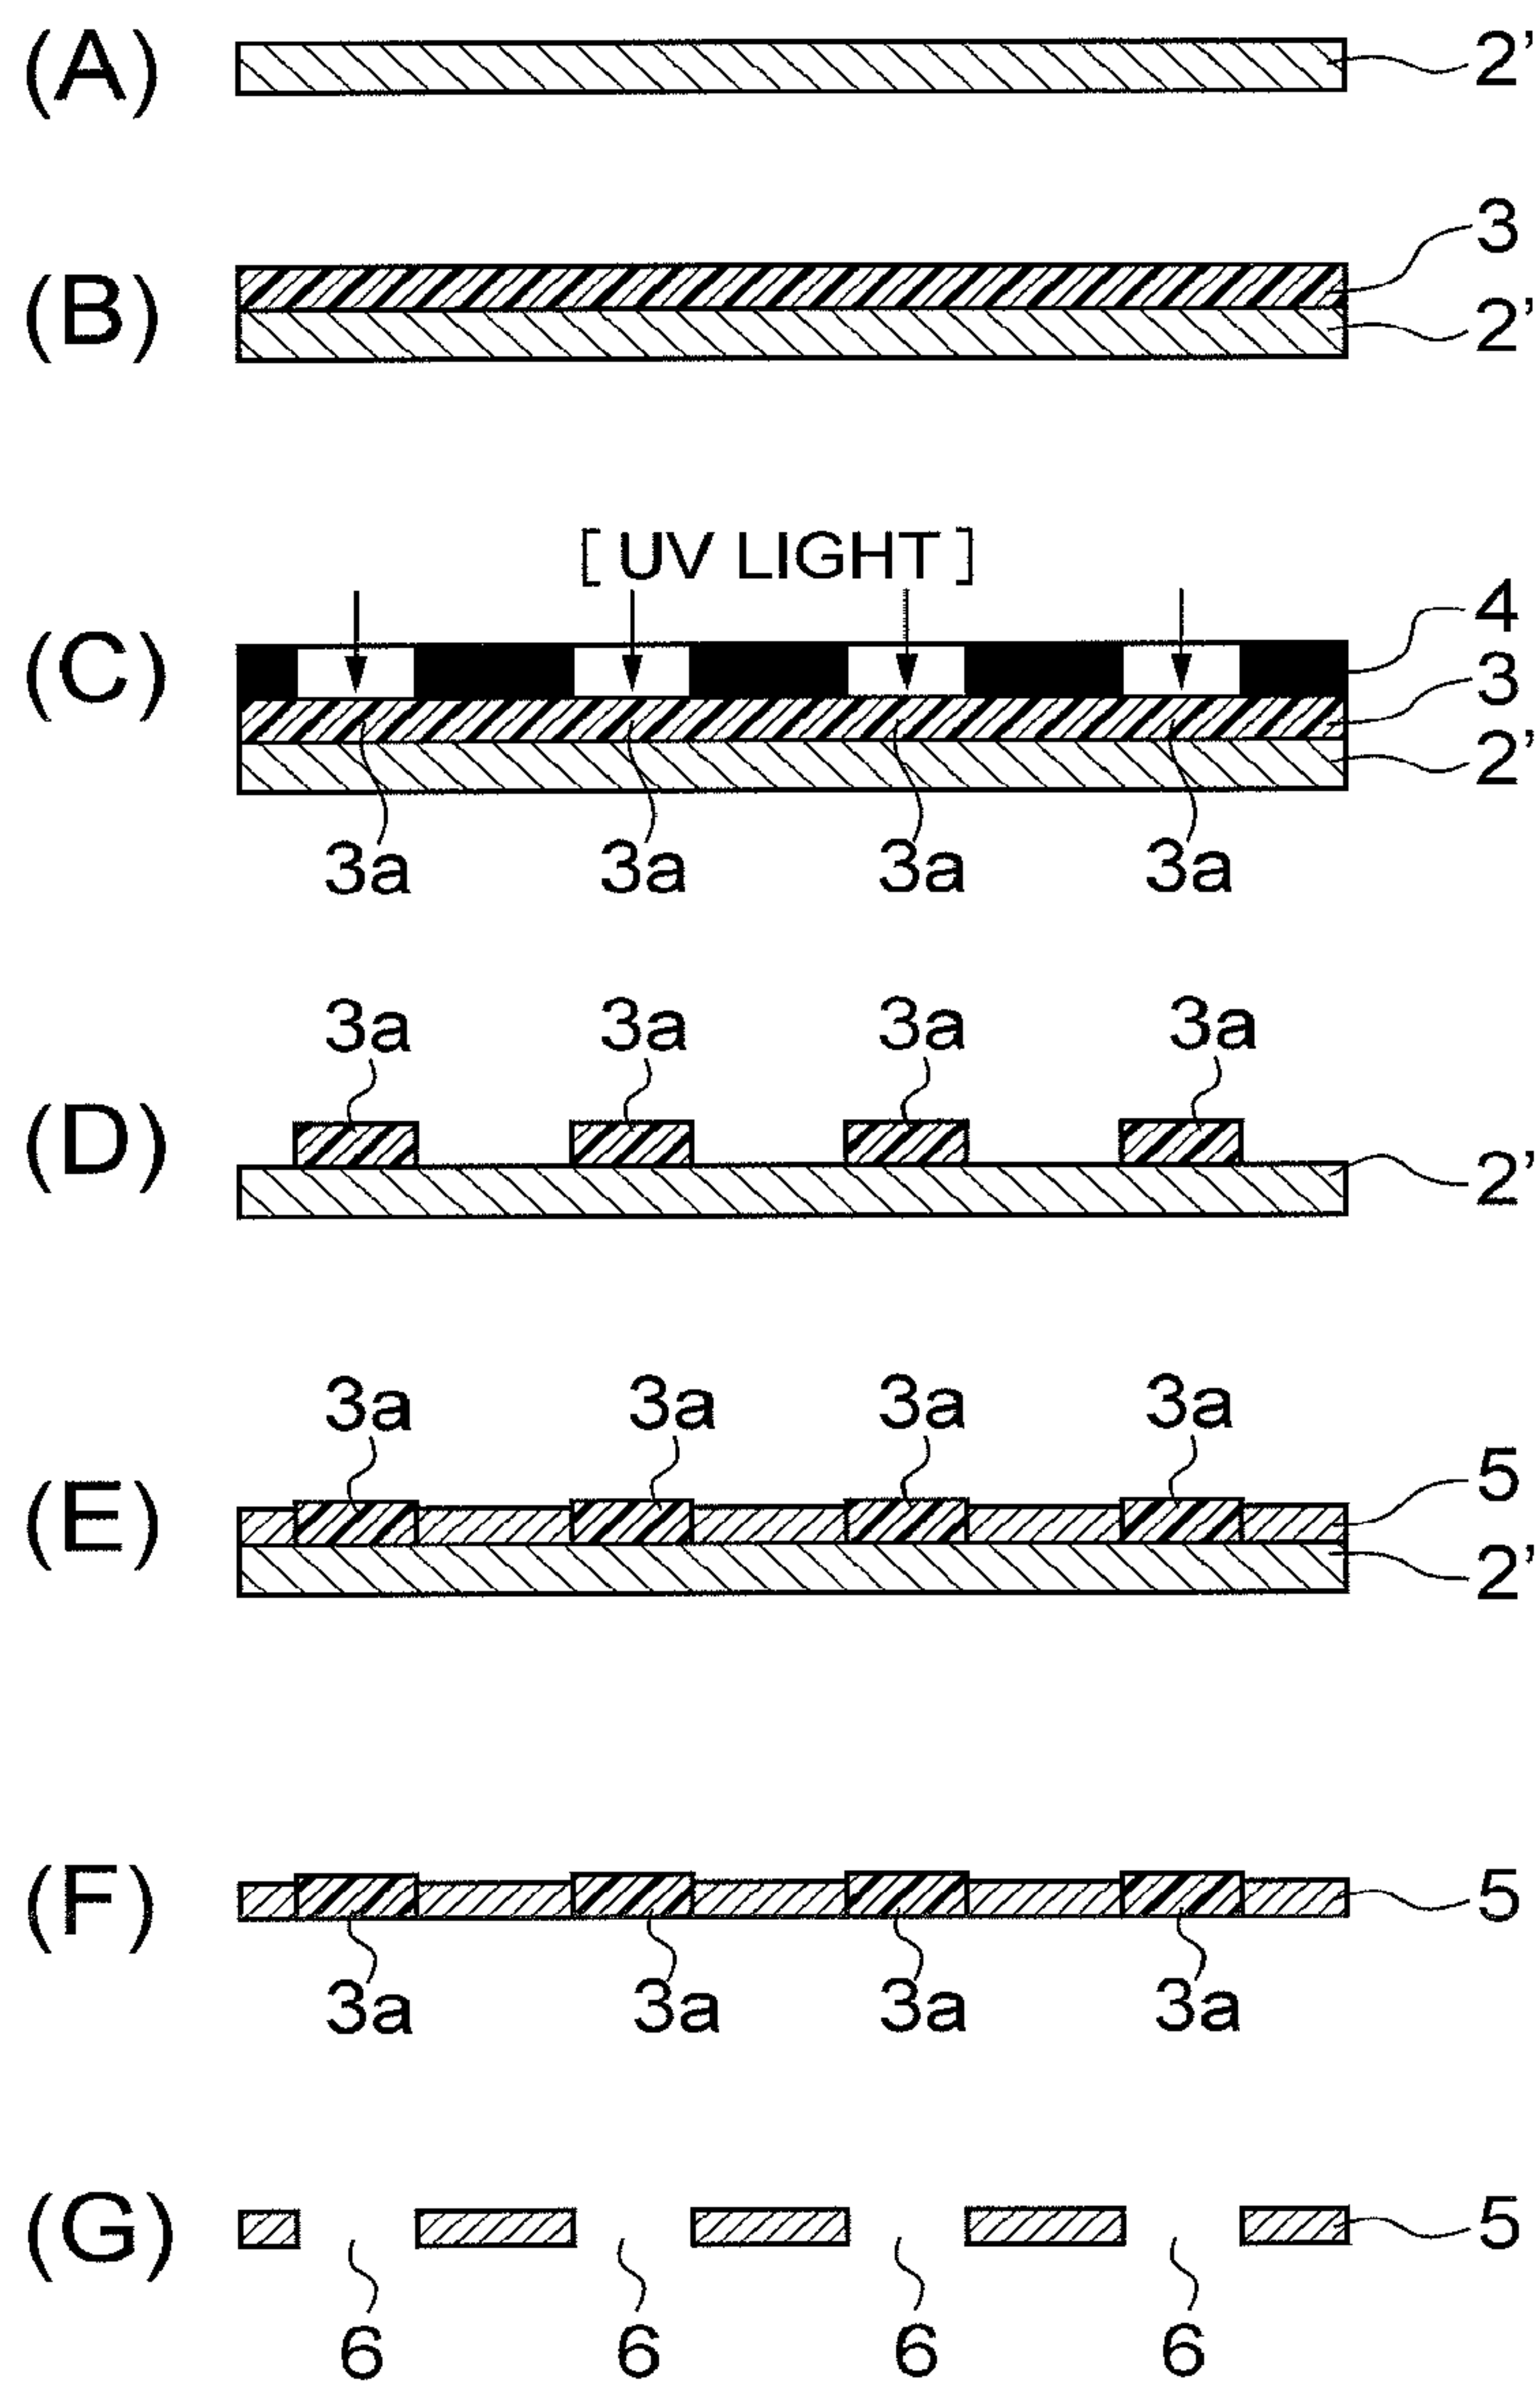 (A) 2'
3
(B) 2'
[ UV LIGHT ]
4
(C) 3
2'
3a 3a 3a 3a
3a 3a 3a 3a
(D) 2'
3a 3a 3a 3a
5
(E)
2'
(F) 5
3a 3a 3a 3a
(G) 5
6 6 6 6